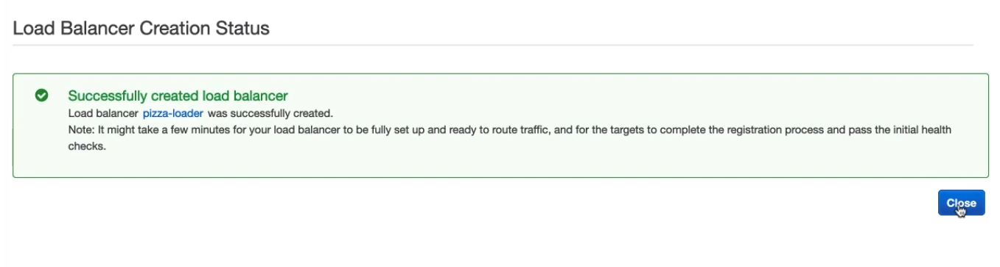 Load Balancer Creation Status
Successfully created load balancer
Load balancer pizza-loader was successfully created.
Note: It might take a few minutes for your load balancer to be fully set up and ready to route traffic, and for the targets to complete the registration process and pass the initial health
checks.
Close